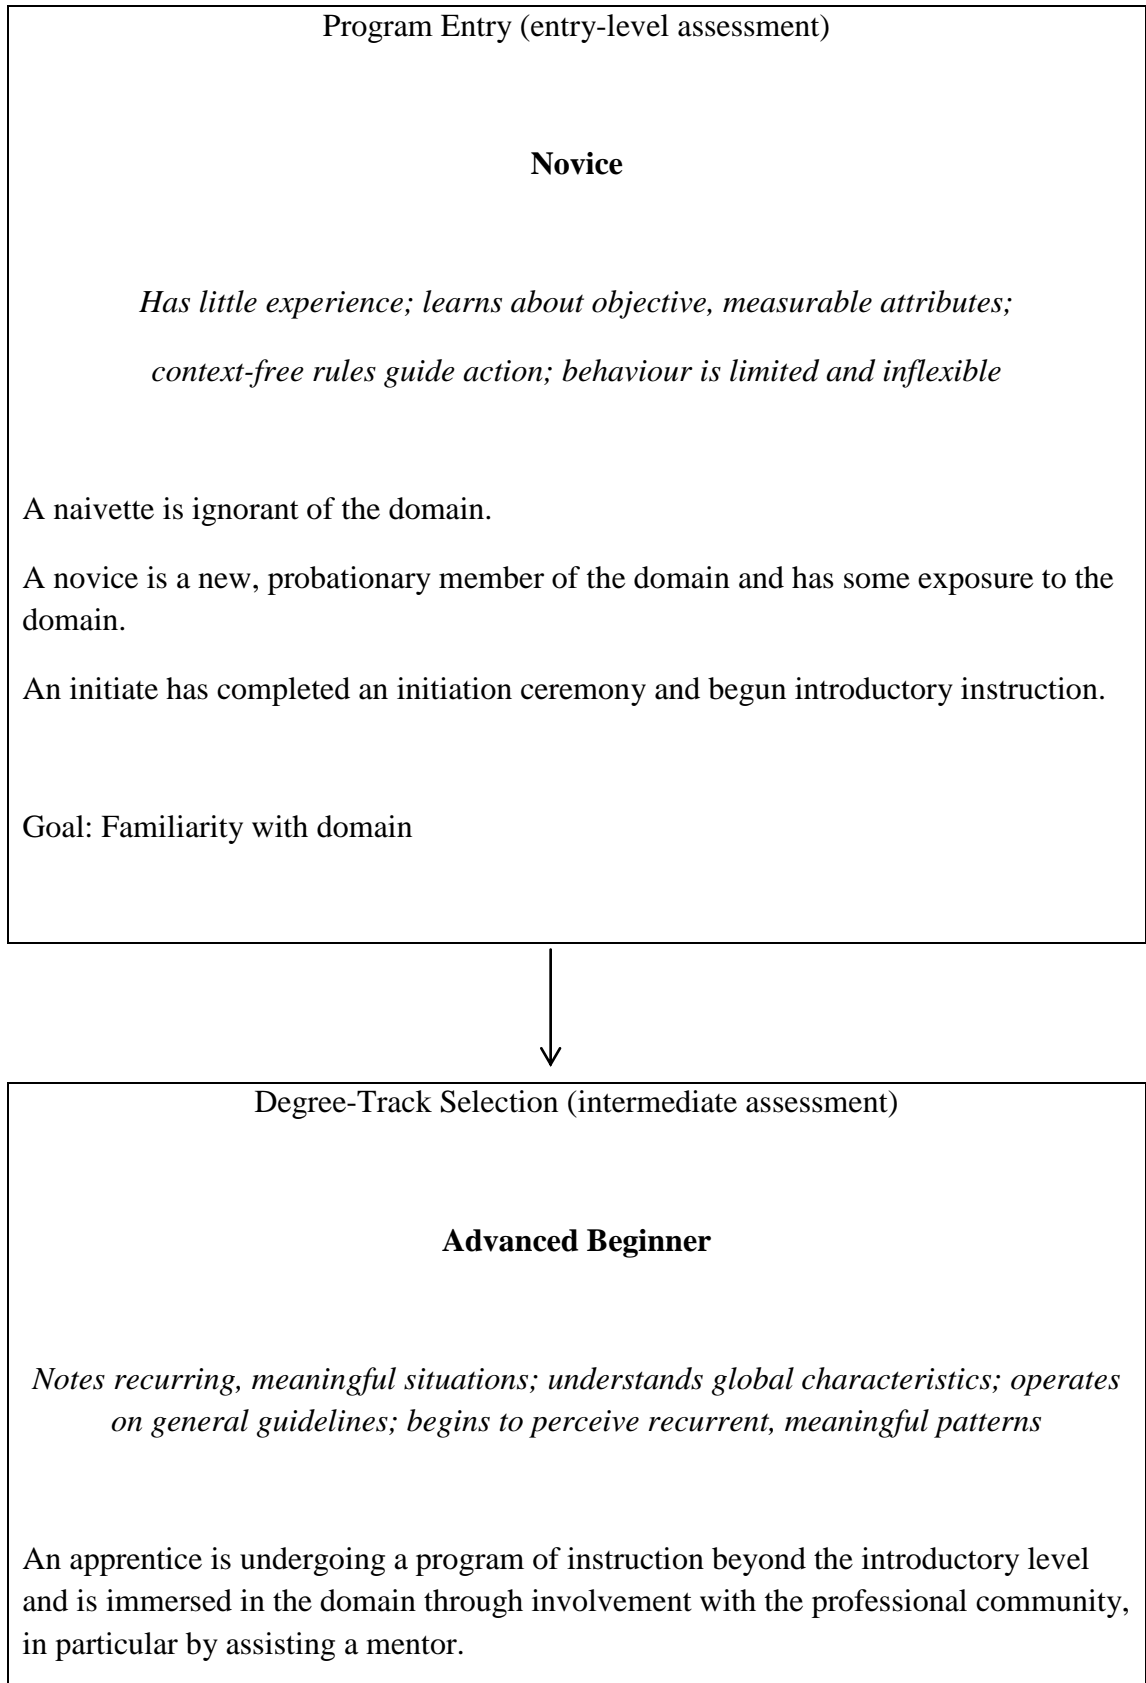 Program Entry (entry-level assessment)
Novice
Has little experience; learns about objective, measurable attributes;
context-free rules guide action; behaviour is limited and inflexible
A naivette is ignorant of the domain.
A novice is a new, probationary member of the domain and has some exposure to the
domain.
An initiate has completed an initiation ceremony and begun introductory instruction.
Goal: Familiarity with domain
Degree-Track Selection (intermediate assessment)
Advanced Beginner
Notes recurring, meaningful situations; understands global characteristics; operates
on general guidelines; begins to perceive recurrent, meaningful patterns
An apprentice is undergoing a program of instruction beyond the introductory level
and is immersed in the domain through involvement with the professional community,
in particular by assisting a mentor.